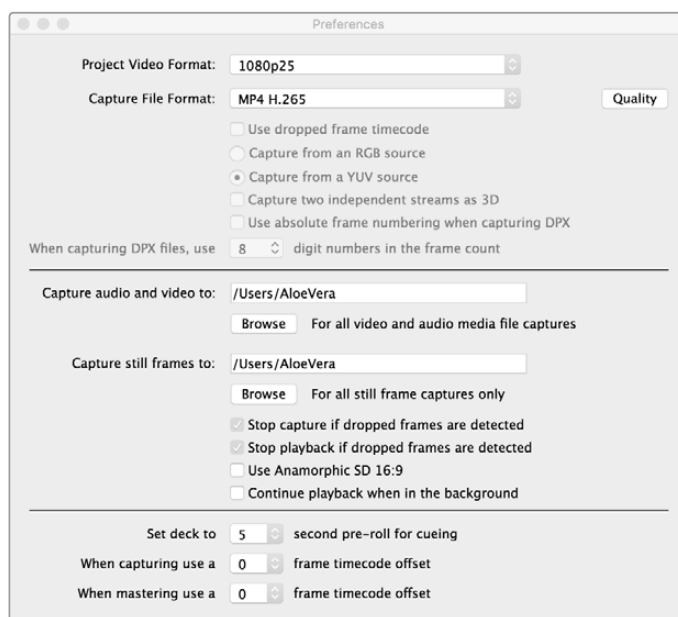 Preferences
Project Video Format: 1080p25
Capture File Format: MP4 H.265 Quality
Use dropped frame timecode
Capture from an RGB source
Capture from a YUV source
Capture two independent streams as 3D
Use absolute frame numbering when capturing DPX
When capturing DPX files, use 8 digit numbers in the frame count
Capture audio and video to: /Users/AloeVera
Browse For all video and audio media file captures
Capture still frames to: /Users/AloeVera
Browse For all still frame captures only
Stop capture if dropped frames are detected
Stop playback if dropped frames are detected
Use Anamorphic SD 16:9
Continue playback when in the background
Set deck to 5 second pre-roll for cueing
When capturing use a 0 frame timecode offset
When mastering use a 0 frame timecode offset